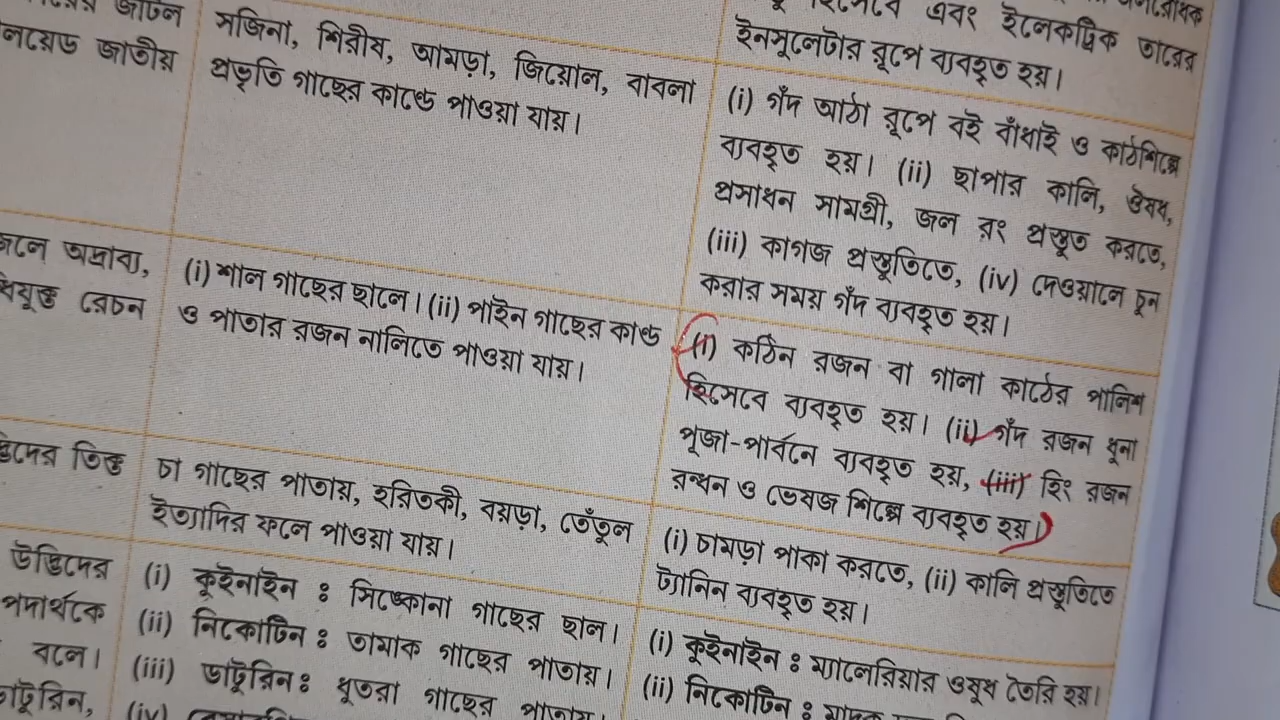 জটিল
জাতীয়
সজিনা, শিরীষ, আমড়া, জিয়োল, বাবলা
প্রভৃতি গাছের কাণ্ডে পাওয়া যায়।
এবং ইলেকট্রিক তারের
ইনসুলেটার রূপে ব্যবহৃত হয়।
(i) গঁদ আঠা রূপে বই বাঁধাই ও কাঠশিল্পে
ব্যবহৃত হয়। (ii) ছাপার কালি, ঔষধ,
প্রসাধন সামগ্রী, জল রং প্রস্তুত করতে,
(iii) কাগজ প্রস্তুতিতে, (iv) দেওয়ালে চুন
করার সময় গঁদ ব্যবহৃত হয়।
জলে অদ্রাব্য,
রেচন
(i) শাল গাছের ছালে। (ii) পাইন গাছের কাণ্ড
ও পাতার রজন নালিতে পাওয়া যায়।
(i) কঠিন রজন বা গালা কাঠের পালিশ
হিসেবে ব্যবহৃত হয়। (ii) গঁদ রজন ধুনা
পূজা-পার্বনে ব্যবহৃত হয়, (iii) হিং রজন
রন্ধন ও ভেষজ শিল্পে ব্যবহৃত হয়।
তিক্ত
চা গাছের পাতায়, হরিতকী, বয়ড়া, তেঁতুল
ইত্যাদির ফলে পাওয়া যায়।
(i) চামড়া পাকা করতে, (ii) কালি প্রস্তুতিতে
ট্যানিন ব্যবহৃত হয়।
উদ্ভিদের
পদার্থকে
বলে।
(i) কুইনাইন ঃ সিঙ্কোনা গাছের ছাল।
(ii) নিকোটিন ঃ তামাক গাছের পাতায়।
(iii) ডাটুরিন ঃ ধুতরা গাছের পাতায়।
(iv)
(i) কুইনাইন ঃ ম্যালেরিয়ার ওষুধ তৈরি হয়।
(ii) নিকোটিন ঃ মাদক